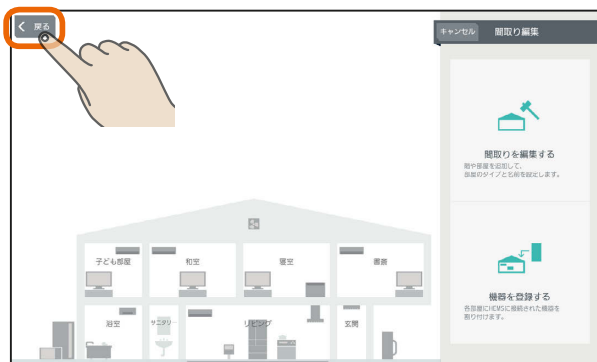 戻る
キャンセル
間取り編集
間取りを編集する
階や部屋を追加して、
部屋のタイプと名前を設定します。
子ども部屋
和室
寝室
書斎
浴室
サニタリー
リビング
玄関
機器を登録する
各部屋にHEMSに接続された機器を
割り付けます。